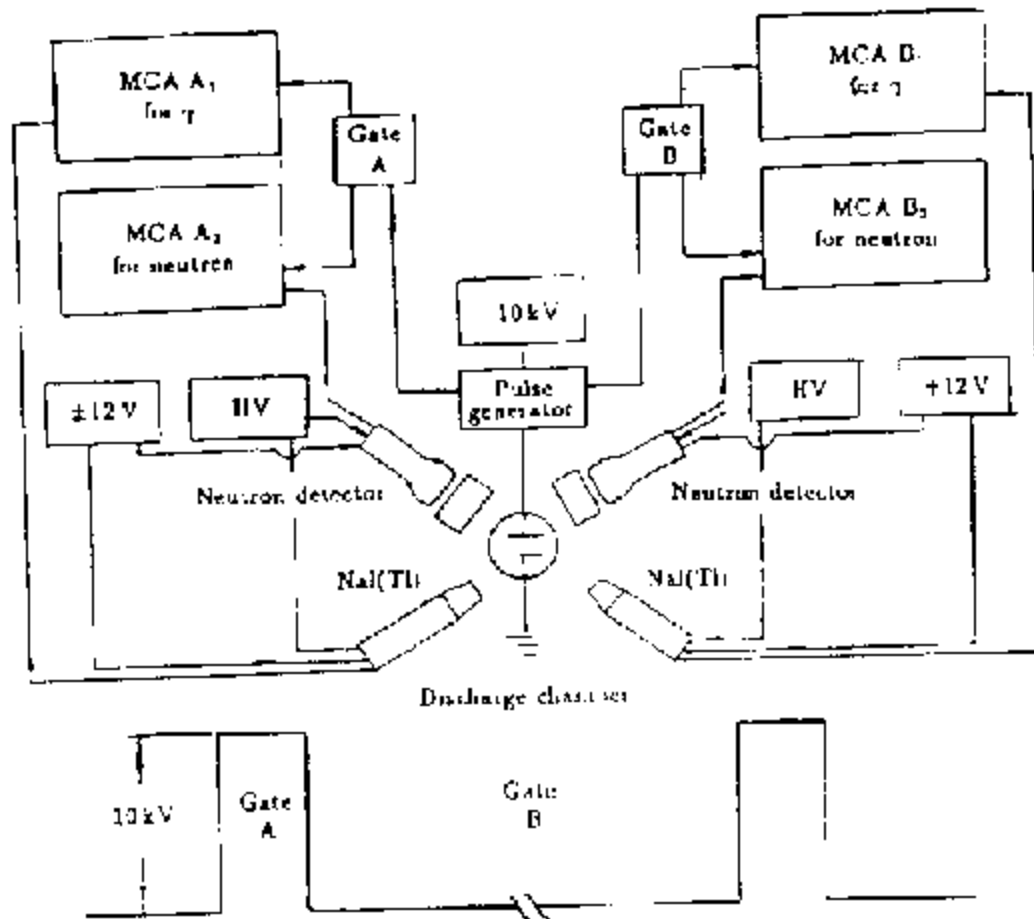 MCA A₁
for γ
MCA A₂
for neutron
Gate
A
MCA B₁
for γ
Gate
B
MCA B₂
for neutron
10 kV
Pulse
generator
±12 V
HV
HV
+12 V
Neutron detector
Neutron detector
NaI(Tl)
NaI(Tl)
Discharge chamber
10 kV
Gate
A
Gate
B